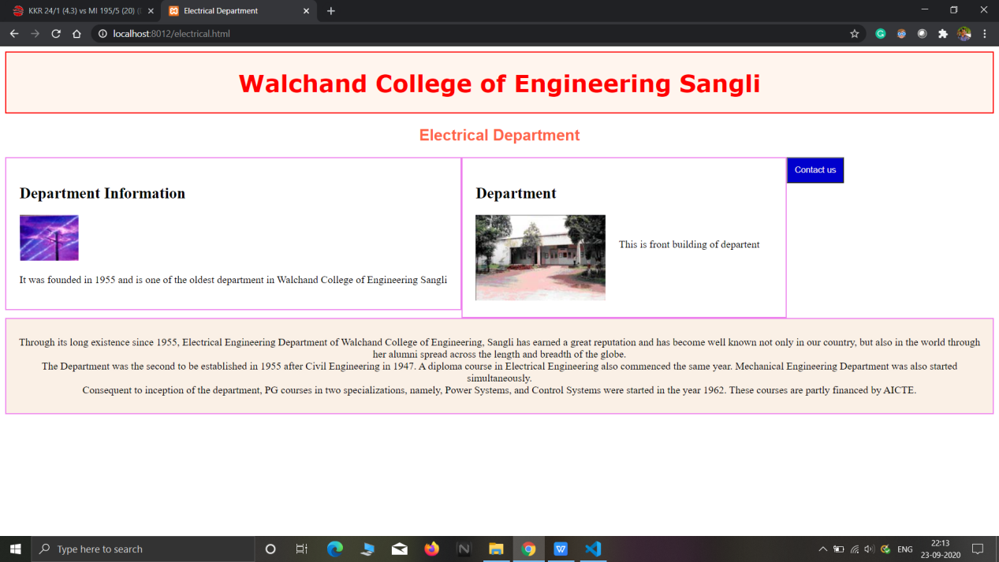 KKR 24/1 (4.3) vs MI 195/5 (20)
Electrical Department
localhost:8012/electrical.html
Walchand College of Engineering Sangli
Electrical Department
Department Information
It was founded in 1955 and is one of the oldest department in Walchand College of Engineering Sangli
Department
This is front building of departent
Contact us
Through its long existence since 1955, Electrical Engineering Department of Walchand College of Engineering, Sangli has earned a great reputation and has become well known not only in our country, but also in the world through
her alumni spread across the length and breadth of the globe.
The Department was the second to be established in 1955 after Civil Engineering in 1947. A diploma course in Electrical Engineering also commenced the same year. Mechanical Engineering Department was also started
simultaneously.
Consequent to inception of the department, PG courses in two specializations, namely, Power Systems, and Control Systems were started in the year 1962. These courses are partly financed by AICTE.
Type here to search
ENG
22:13
23-09-2020